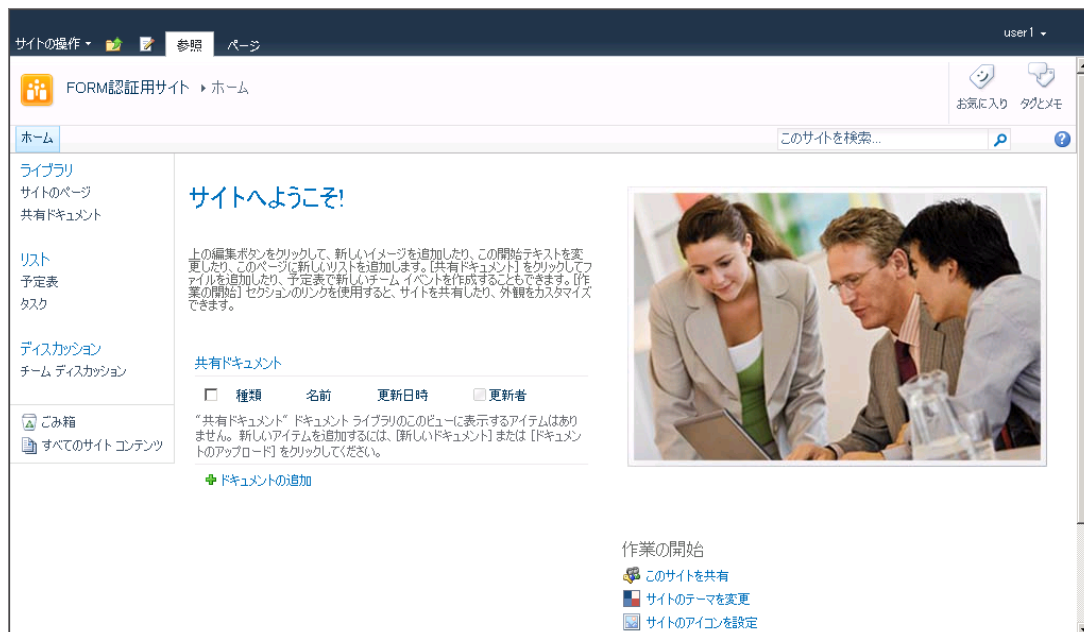 user1
サイトの操作 参照 ページ
FORM認証用サイト ▸ ホーム
お気に入り タグとメモ
ホーム このサイトを検索...
ライブラリ
サイトのページ
共有ドキュメント
リスト
予定表
タスク
ディスカッション
チーム ディスカッション
ごみ箱
すべてのサイト コンテンツ
サイトへようこそ!
上の編集ボタンをクリックして、新しいイメージを追加したり、この開始テキストを変
更したり、このページに新しいリストを追加します。[共有ドキュメント] をクリックしてフ
ァイルを追加したり、予定表で新しいチーム イベントを作成することもできます。[作
業の開始] セクションのリンクを使用すると、サイトを共有したり、外観をカスタマイズ
できます。
共有ドキュメント
種類 名前 更新日時 更新者
"共有ドキュメント" ドキュメント ライブラリのこのビューに表示するアイテムはあり
ません。新しいアイテムを追加するには、[新しいドキュメント] または [ドキュメン
トのアップロード] をクリックしてください。
ドキュメントの追加
作業の開始
このサイトを共有
サイトのテーマを変更
サイトのアイコンを設定